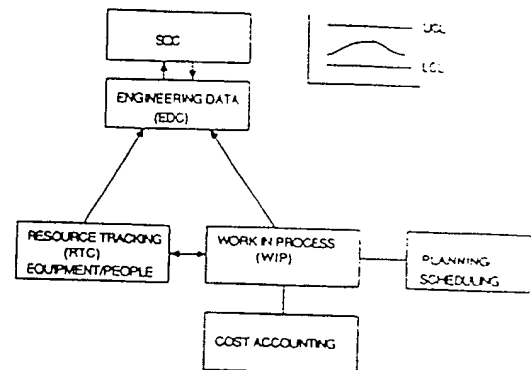 SQC
UCL
LCL
ENGINEERING DATA
(EDC)
RESOURCE TRACKING
(RTC)
EQUIPMENT/PEOPLE
WORK IN PROCESS
(WIP)
PLANNING
SCHEDULING
COST ACCOUNTING